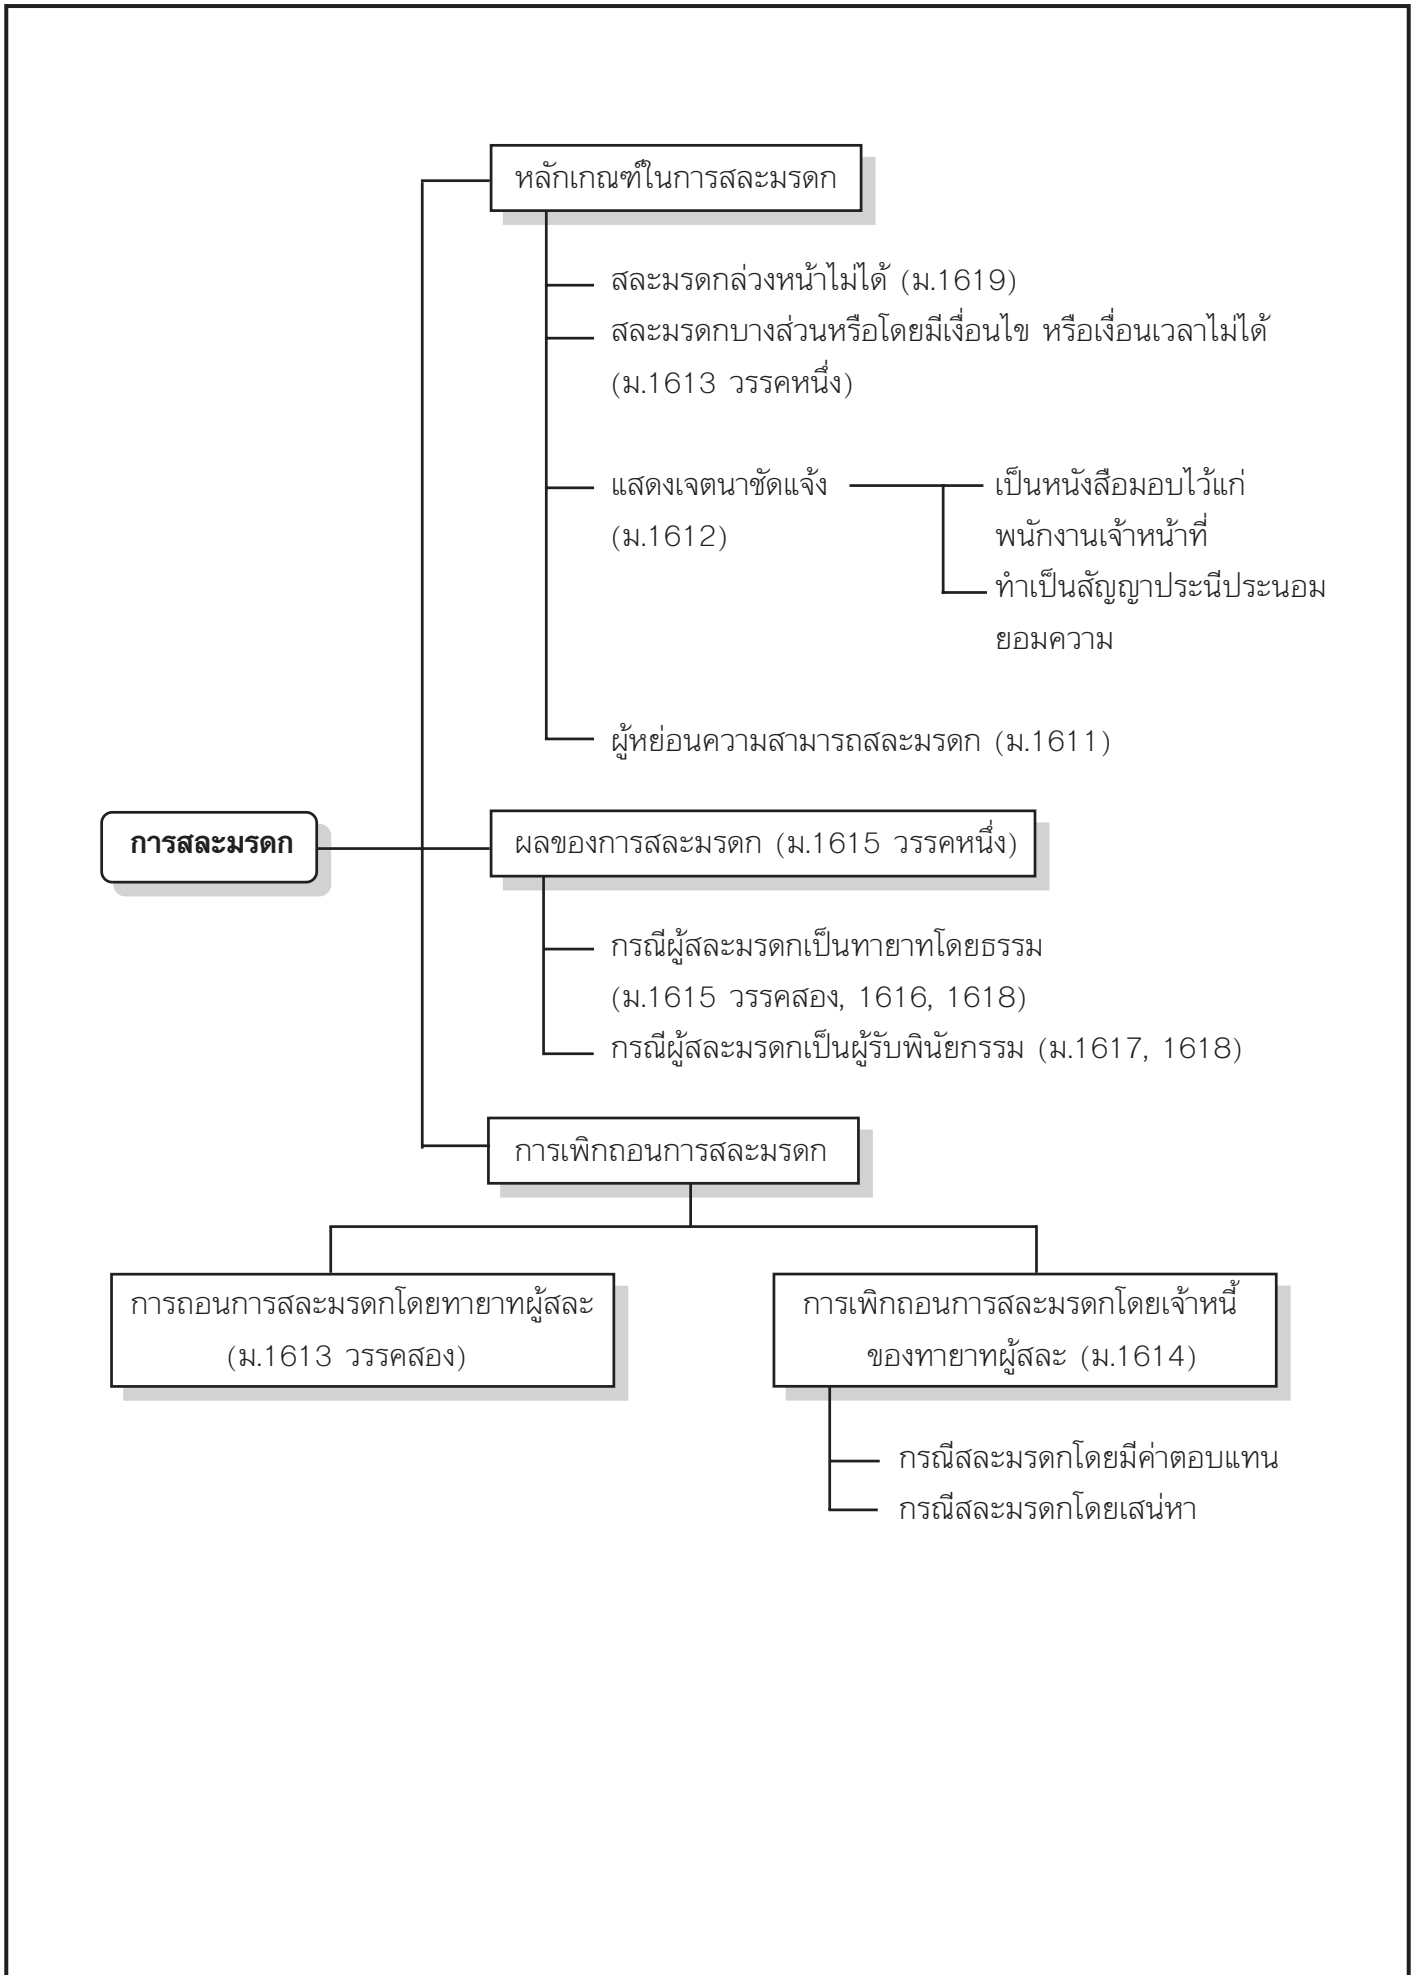 หลักเกณฑ์ในการสละมรดก
สละมรดกล่วงหน้าไม่ได้ (ม.1619)
สละมรดกบางส่วนหรือโดยมีเงื่อนไข หรือเงื่อนเวลาไม่ได้
(ม.1613 วรรคหนึ่ง)
แสดงเจตนาชัดแจ้ง
(ม.1612)
เป็นหนังสือมอบไว้แก่
พนักงานเจ้าหน้าที่
ทำเป็นสัญญาประนีประนอม
ยอมความ
ผู้หย่อนความสามารถสละมรดก (ม.1611)
การสละมรดก
ผลของการสละมรดก (ม.1615 วรรคหนึ่ง)
กรณีผู้สละมรดกเป็นทายาทโดยธรรม
(ม.1615 วรรคสอง, 1616, 1618)
กรณีผู้สละมรดกเป็นผู้รับพินัยกรรม (ม.1617, 1618)
การเพิกถอนการสละมรดก
การถอนการสละมรดกโดยทายาทผู้สละ
(ม.1613 วรรคสอง)
การเพิกถอนการสละมรดกโดยเจ้าหนี้
ของทายาทผู้สละ (ม.1614)
กรณีสละมรดกโดยมีค่าตอบแทน
กรณีสละมรดกโดยเสน่หา